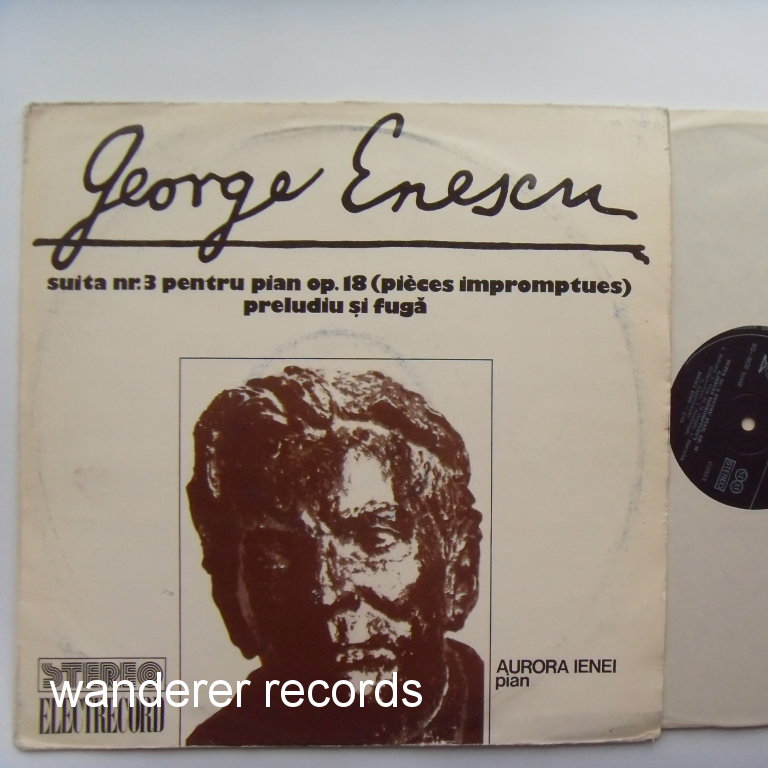 George Enescu
suita nr.3 pentru pian op.18 (pièces impromptues)
preludiu și fugă
AURORA IENEI
pian
STEREO
wanderer records
ELECTRECORD
STEREO